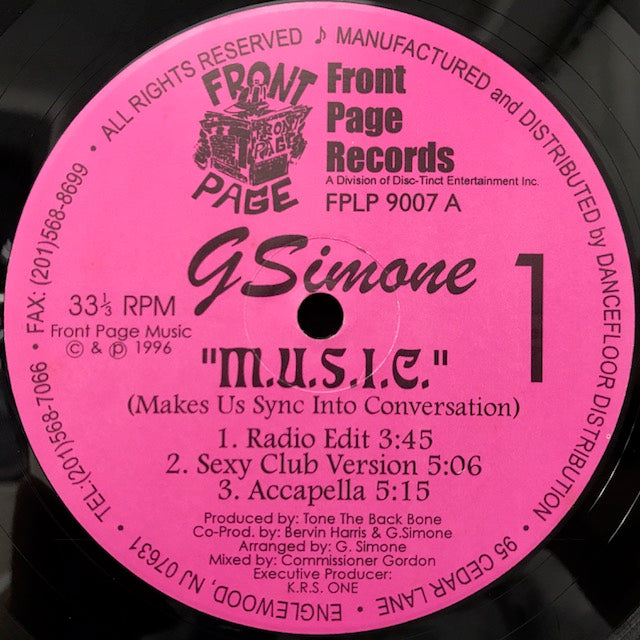 ALL RIGHTS RESERVED ♪ MANUFACTURED and DISTRIBUTED by DANCEFLOOR DISTRIBUTION • 95 CEDAR LANE • ENGLEWOOD, NJ 07631 • TEL:(201)568-7066 • FAX: (201)568-8699 •
FRONT
FRONT
PAGE
PAGE
Front
Page
Records
A Division of Disc-Tinct Entertainment Inc.
FPLP 9007 A
G Simone
1
33⅓ RPM
Front Page Music
© & ℗ 1996
"M.U.S.I.C."
(Makes Us Sync Into Conversation)
1. Radio Edit 3:45
2. Sexy Club Version 5:06
3. Accapella 5:15
Produced by: Tone The Back Bone
Co-Prod. by: Bervin Harris & G.Simone
Arranged by: G. Simone
Mixed by: Commissioner Gordon
Executive Producer:
K.R.S. ONE